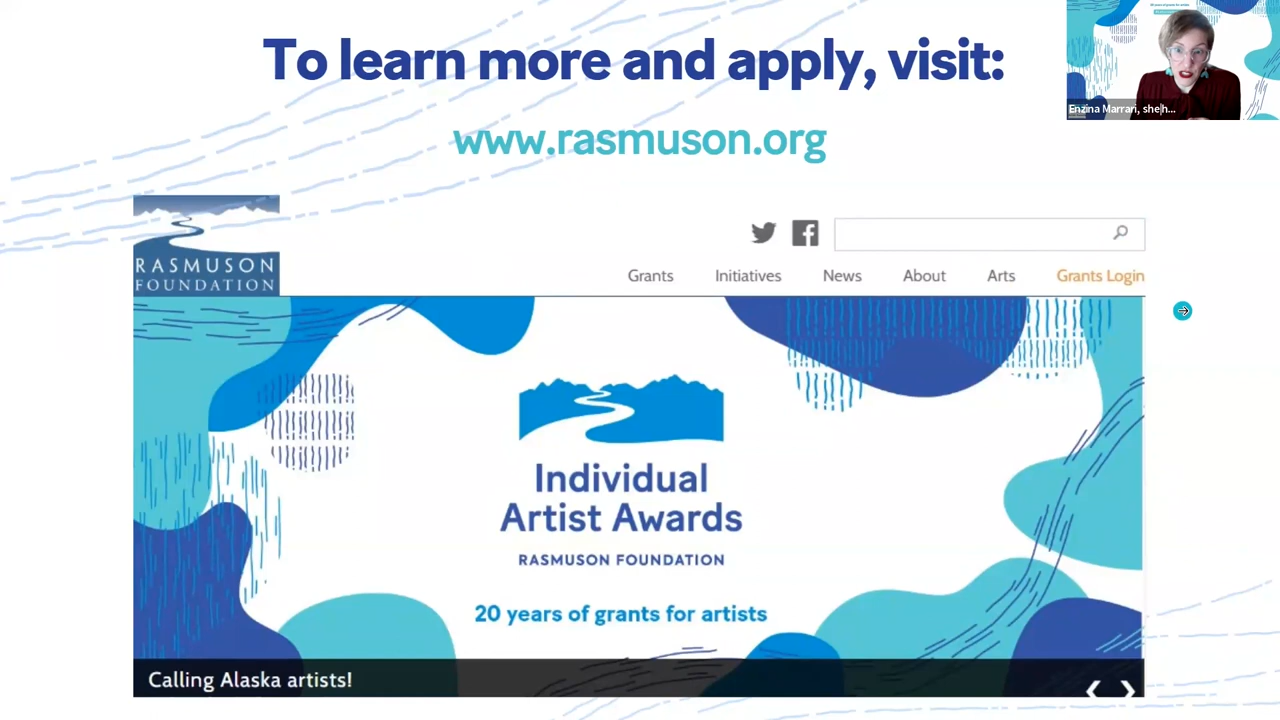 To learn more and apply, visit:
www.rasmuson.org
Enzina Marrari, she|h...
RASMUSON
FOUNDATION
Grants Initiatives News About Arts Grants Login
Individual
Artist Awards
RASMUSON FOUNDATION
20 years of grants for artists
Calling Alaska artists!